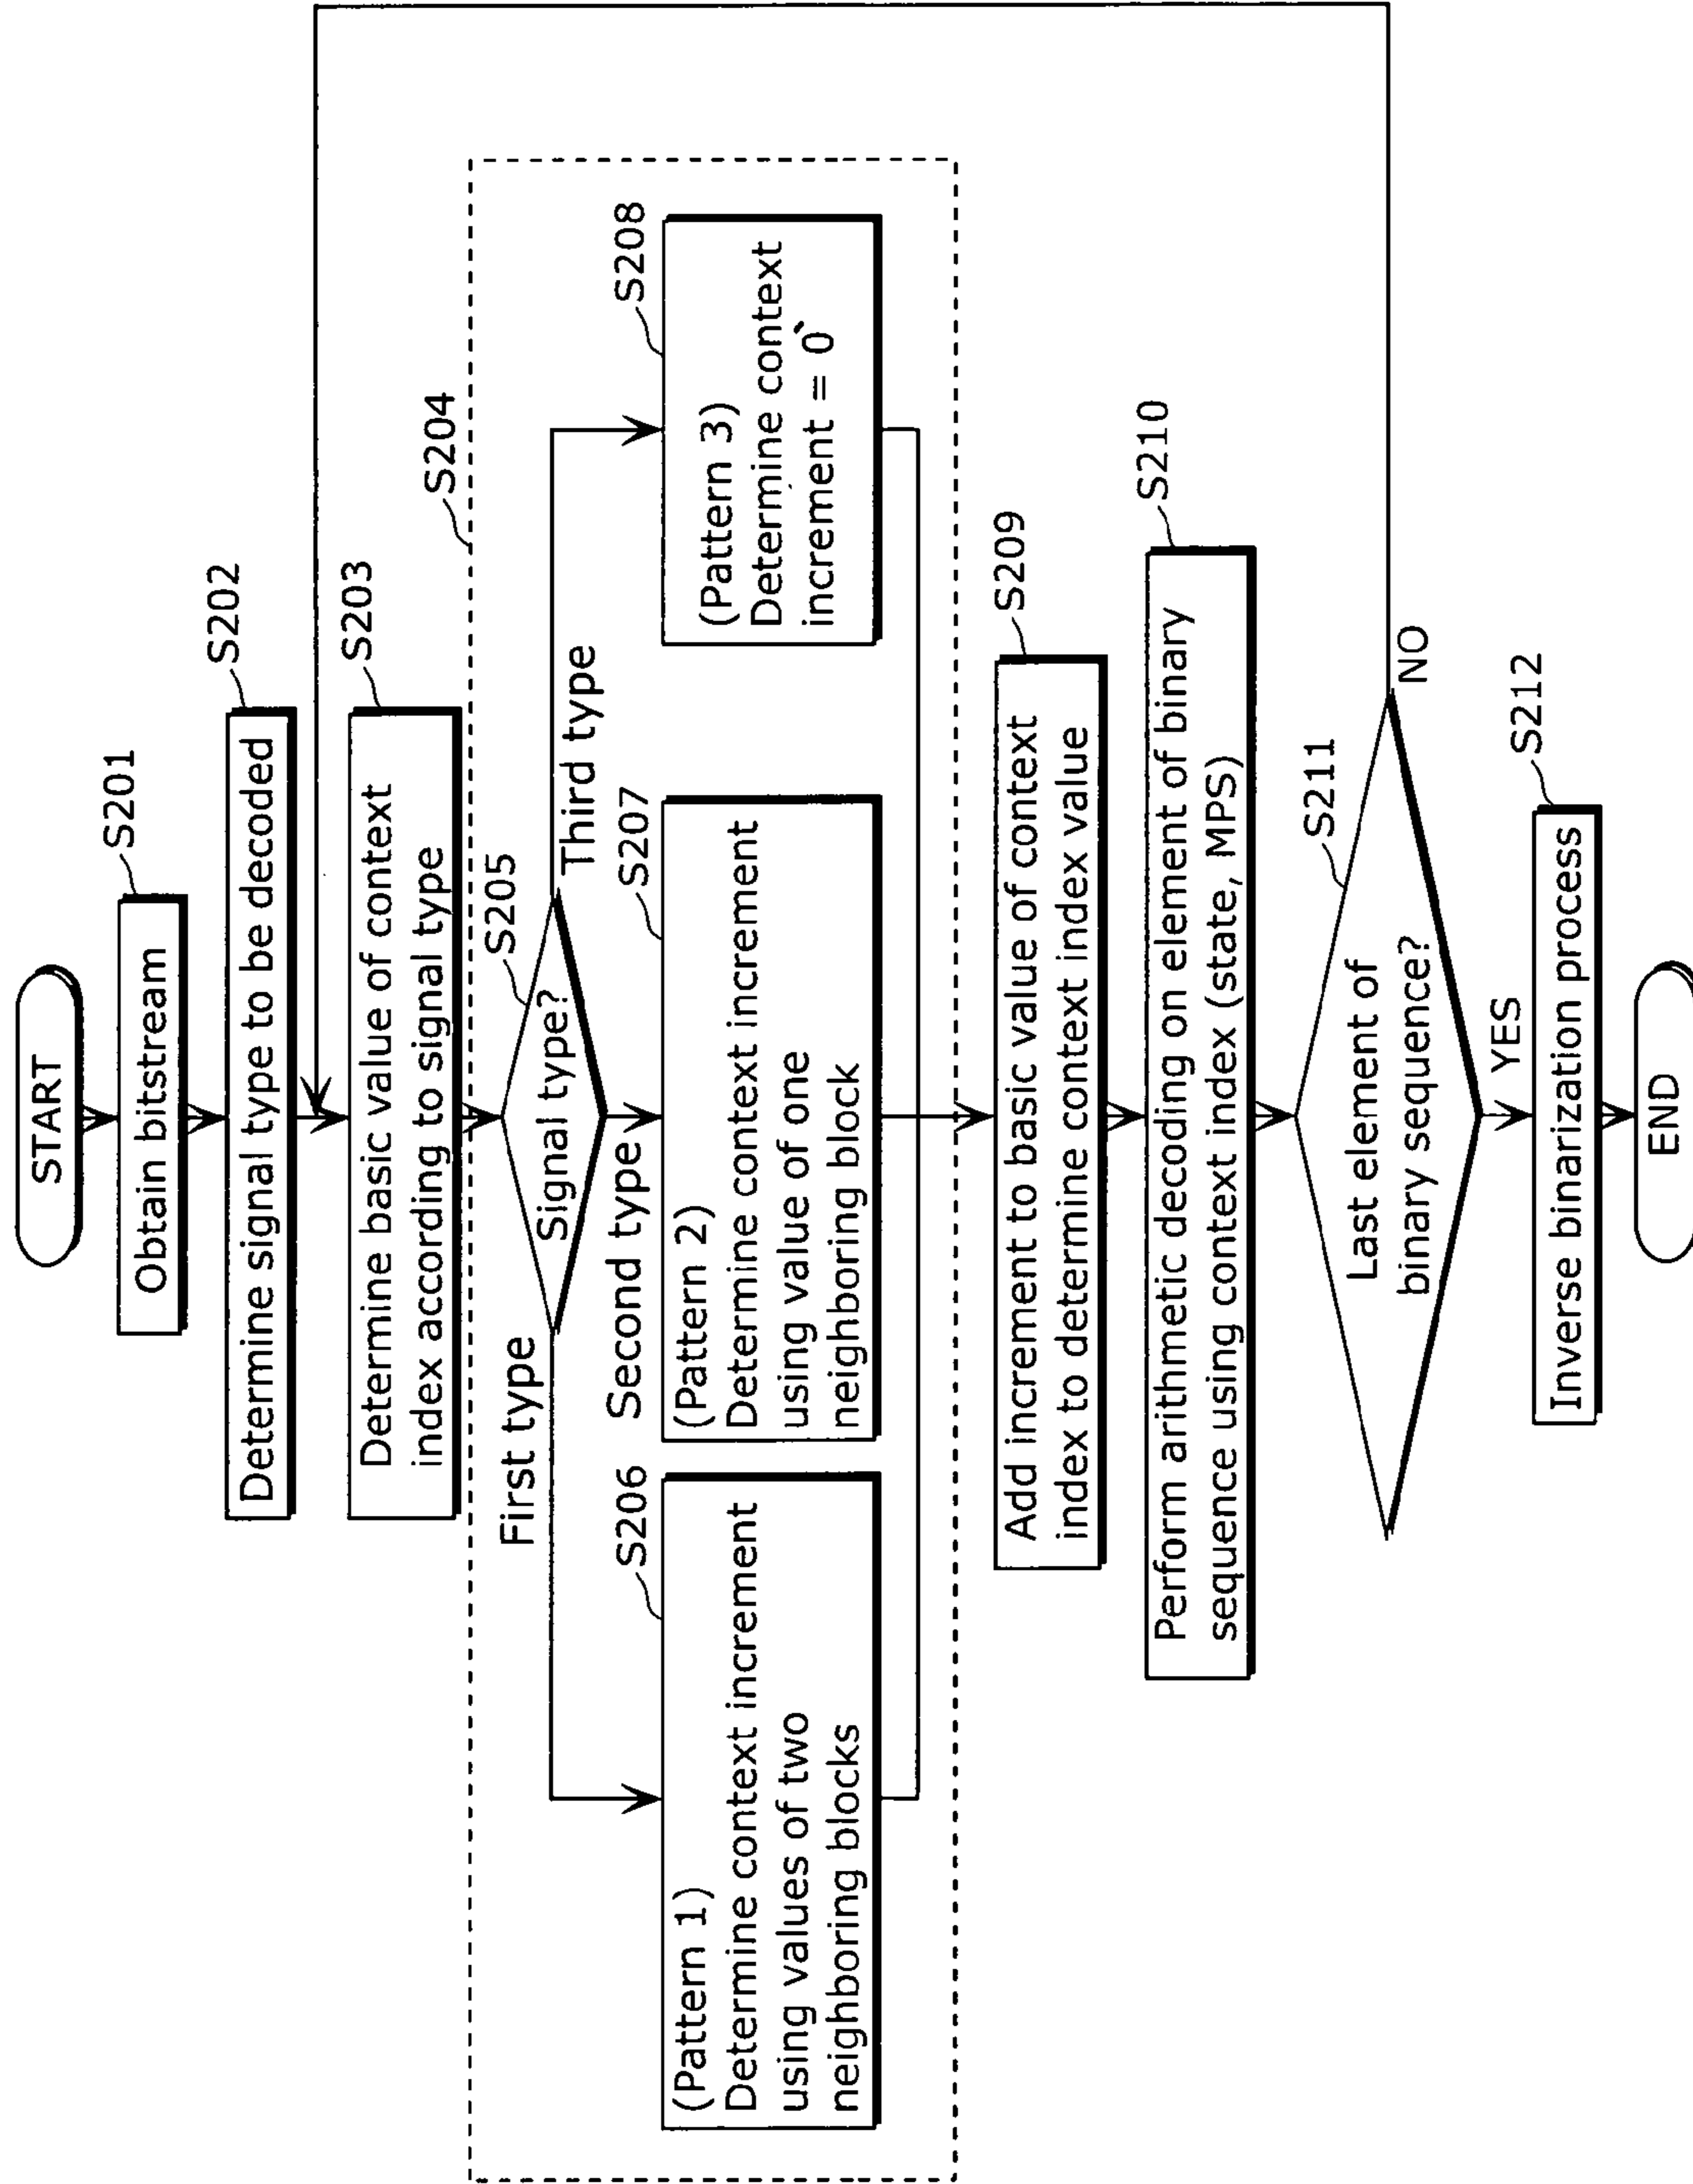 START
S201
Obtain bitstream
S202
Determine signal type to be decoded
S203
Determine basic value of context
index according to signal type
S204
S205
Signal type?
First type
Second type
Third type
S206
(Pattern 1)
Determine context increment
using values of two
neighboring blocks
S207
(Pattern 2)
Determine context increment
using value of one
neighboring block
S208
(Pattern 3)
Determine context
increment = 0
S209
Add increment to basic value of context
index to determine context index value
S210
Perform arithmetic decoding on element of binary
sequence using context index (state, MPS)
S211
Last element of
binary sequence?
NO
YES
S212
Inverse binarization process
END